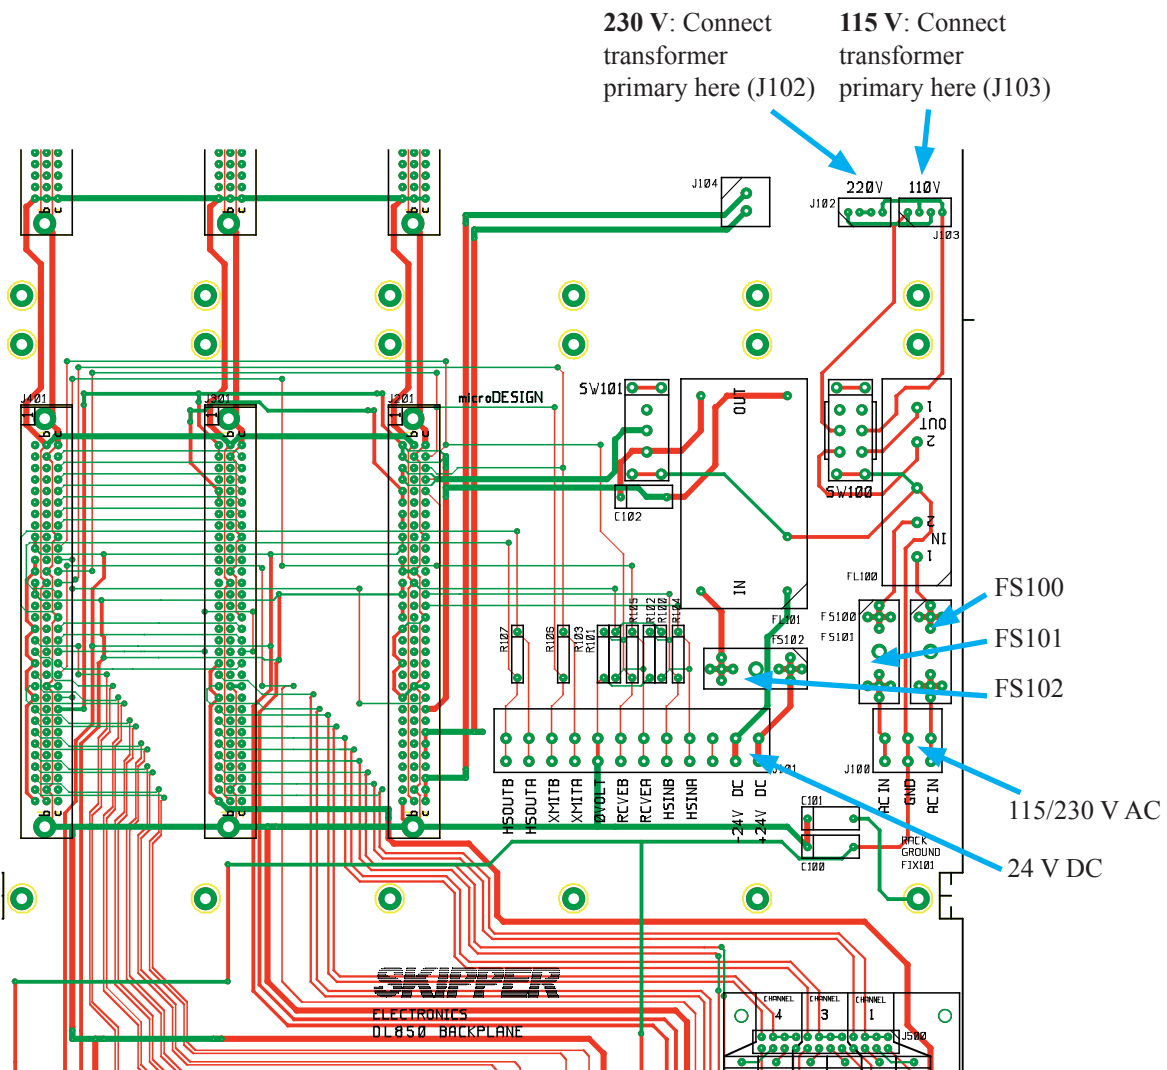 230 V: Connect
transformer
primary here (J102)
115 V: Connect
transformer
primary here (J103)
J104
220V
110V
J102
J103
b
c
b
c
b
c
J401
J301
J201
1
1
1
b
c
b
c
b
c
microDESIGN
SW101
OUT
1
OUT
2
SW100
C102
2
IN
1
FL100
IN
FL101
FS100
FS101
FS102
FS100
FS101
FS102
R107
R106
R103
R101
R105
R102
R100
R104
J101
J100
HSOUTB
HSOUTA
XMITB
XMITA
0VOLT
RCVEB
RCVEA
HSINB
HSINA
-24V DC
+24V DC
AC IN
GND
AC IN
115/230 V AC
C101
C100
RACK
GROUND
FIX101
24 V DC
b
c
b
c
b
c
SKIPPER
ELECTRONICS
DL850 BACKPLANE
CHANNEL
4
CHANNEL
3
CHANNEL
1
J500